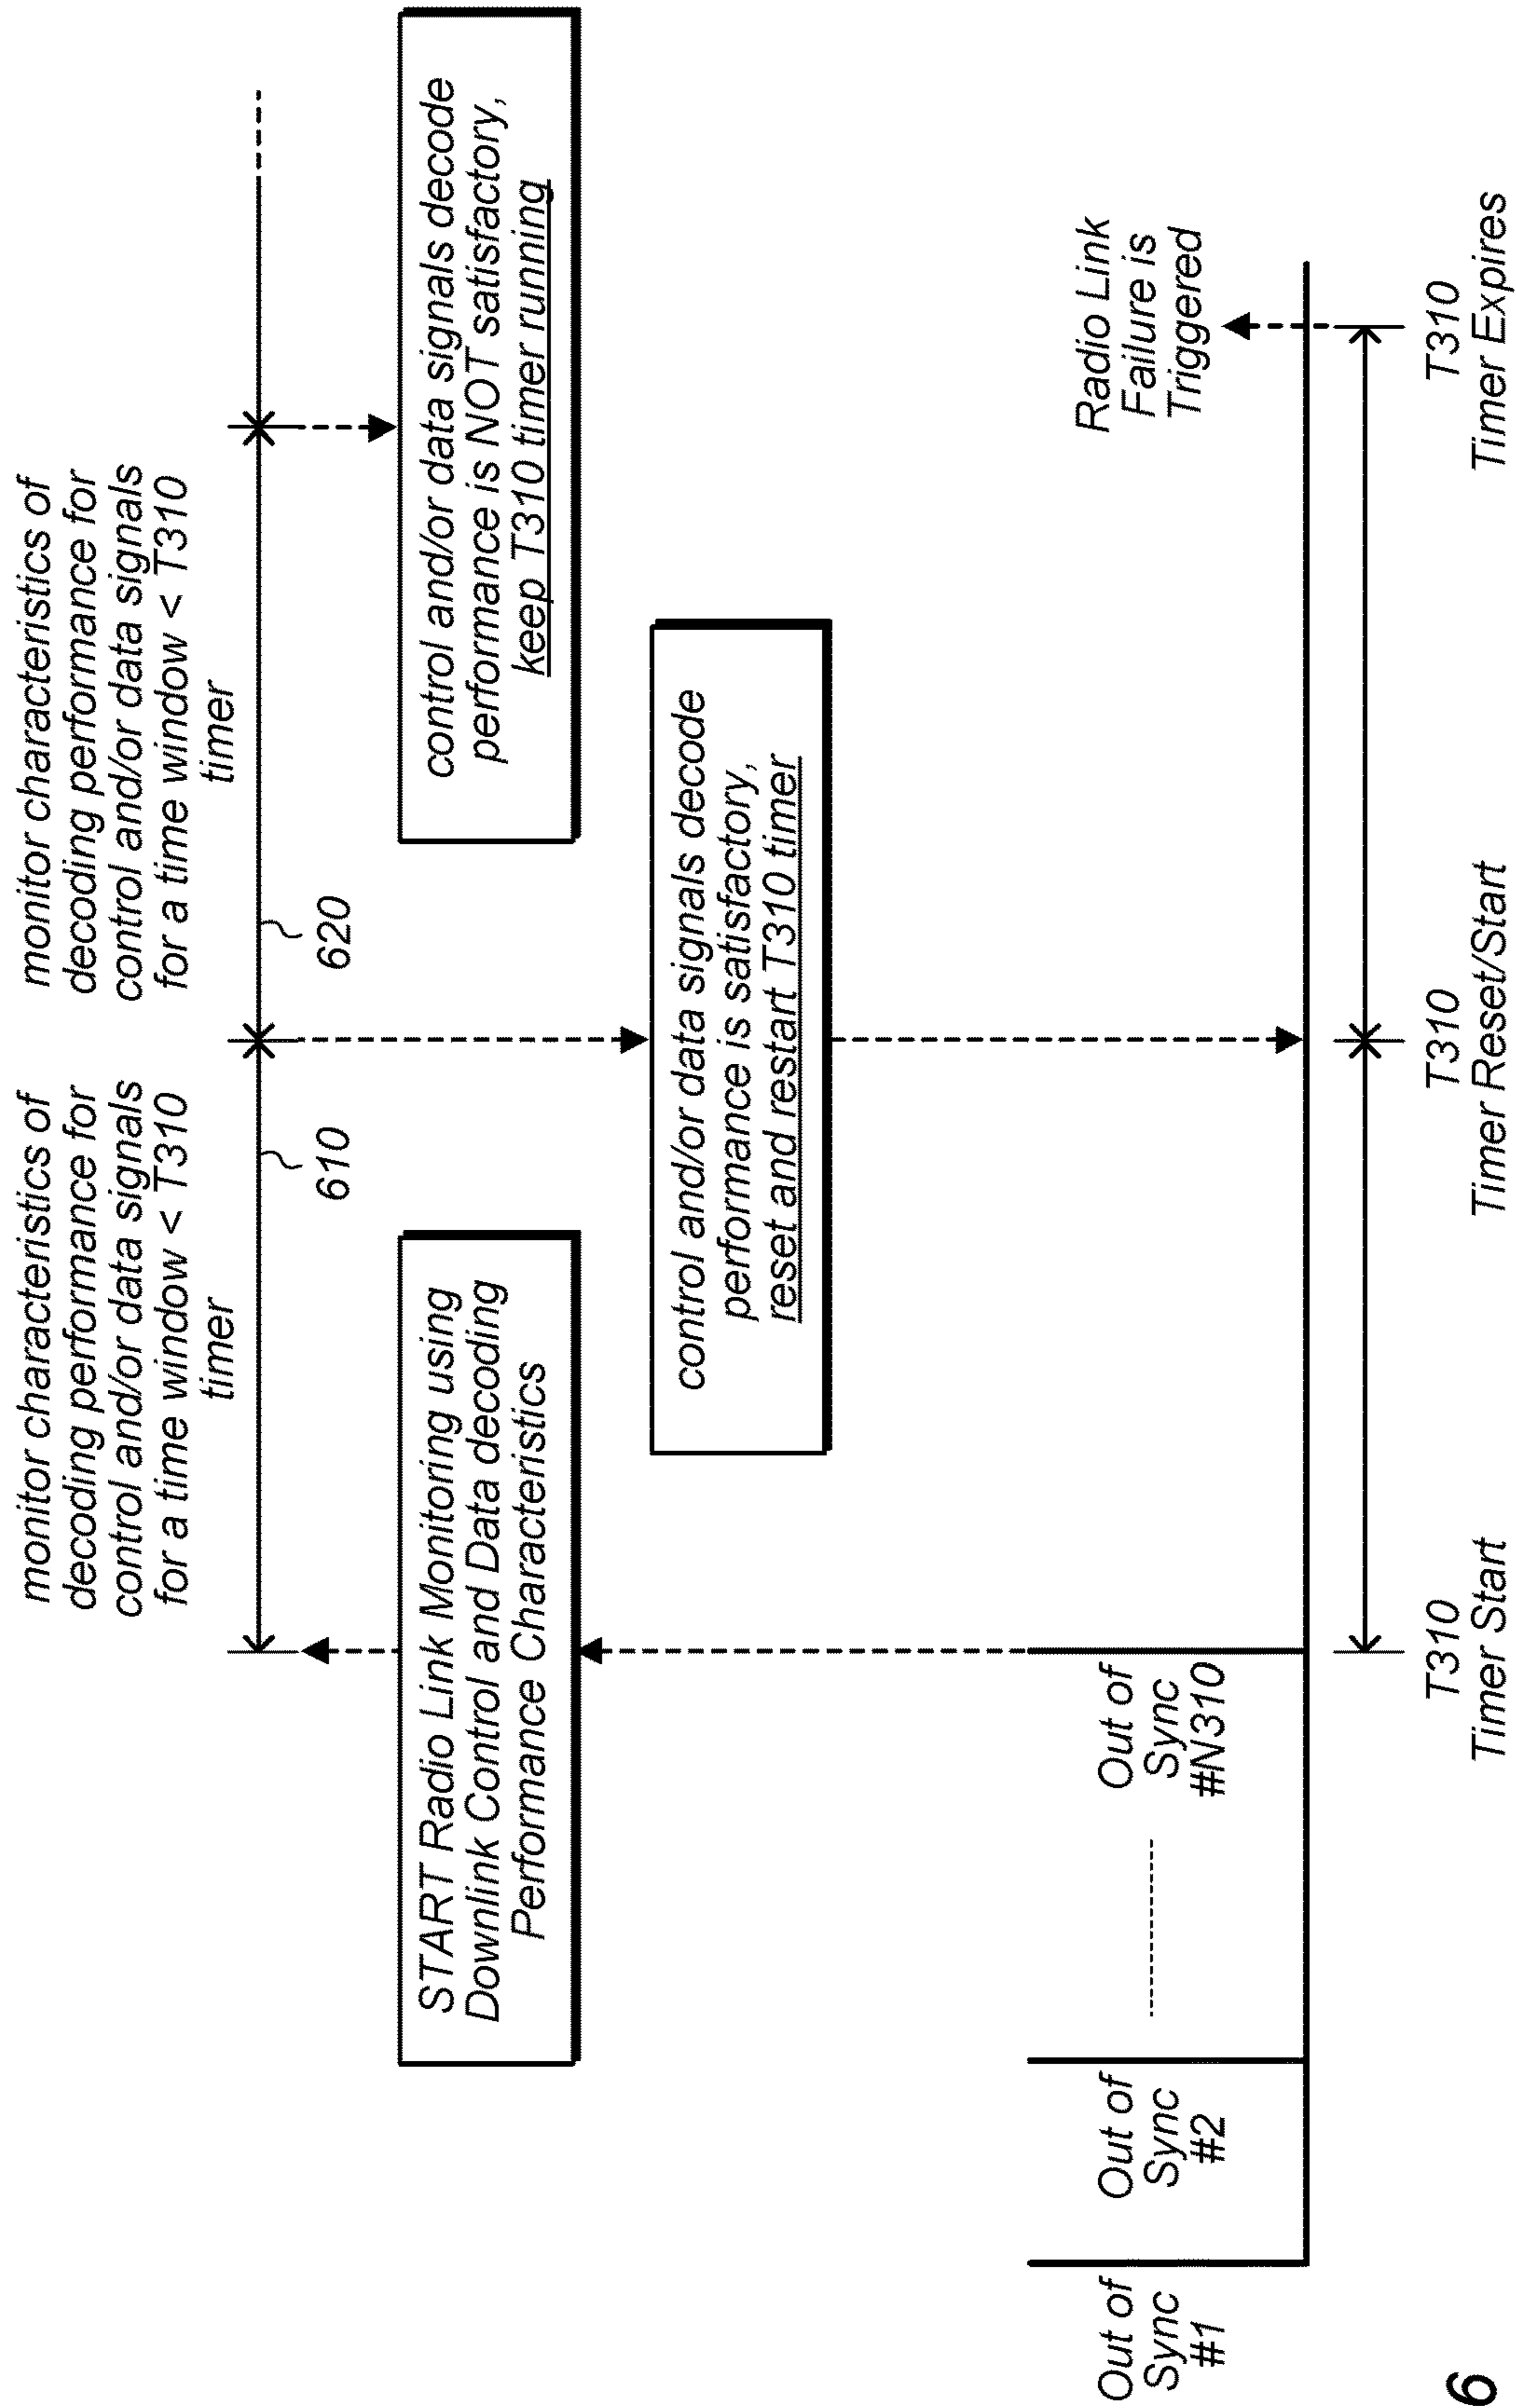 monitor characteristics of
decoding performance for
control and/or data signals
for a time window < T310
timer
monitor characteristics of
decoding performance for
control and/or data signals
for a time window < T310
timer
610
620
START Radio Link Monitoring using
Downlink Control and Data decoding
Performance Characteristics
control and/or data signals decode
performance is NOT satisfactory,
keep T310 timer running
control and/or data signals decode
performance is satisfactory,
reset and restart T310 timer
Out of
Sync
#1
Out of
Sync
#2
Out of
Sync
#N310
Radio Link
Failure is
Triggered
T310
Timer Start
T310
Timer Reset/Start
T310
Timer Expires
6